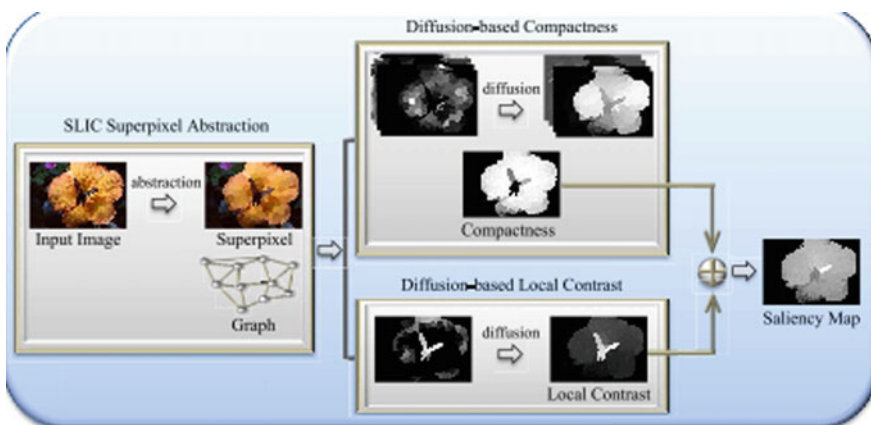 Diffusion-based Compactness
diffusion
SLIC Superpixel Abstraction
abstraction
Input Image
Superpixel
Graph
Compactness
Diffusion-based Local Contrast
diffusion
Local Contrast
Saliency Map